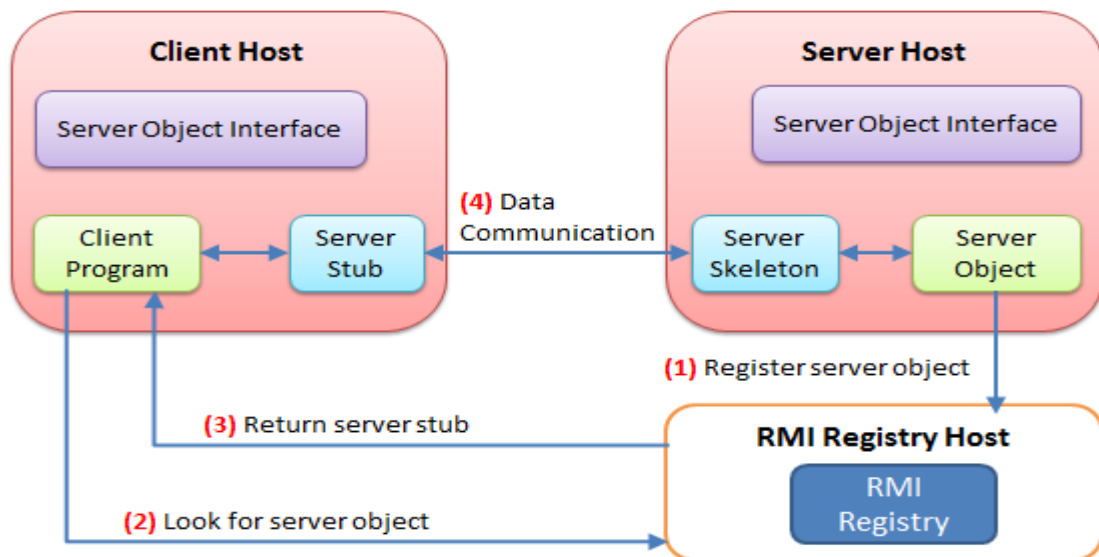 Client Host
Server Object Interface
Client
Program
Server
Stub
(4) Data
Communication
Server Host
Server Object Interface
Server
Skeleton
Server
Object
(1) Register server object
(3) Return server stub
(2) Look for server object
RMI Registry Host
RMI
Registry